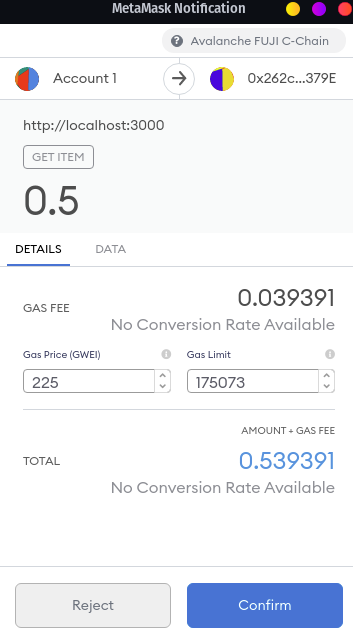 MetaMask Notification
? Avalanche FUJI C-Chain
Account 1
0x262c...379E
http://localhost:3000
GET ITEM
0.5
DETAILS
DATA
GAS FEE
0.039391
No Conversion Rate Available
Gas Price (GWEI)
Gas Limit
225
175073
AMOUNT + GAS FEE
TOTAL
0.539391
No Conversion Rate Available
Reject
Confirm